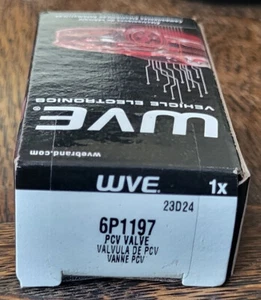 VEHICLE ELECTRONICS
WVE®
wvebrand.com
WVE. 1x
23D24
6P1197
PCV VALVE
VALVULA DE PCV
VANNE PCV